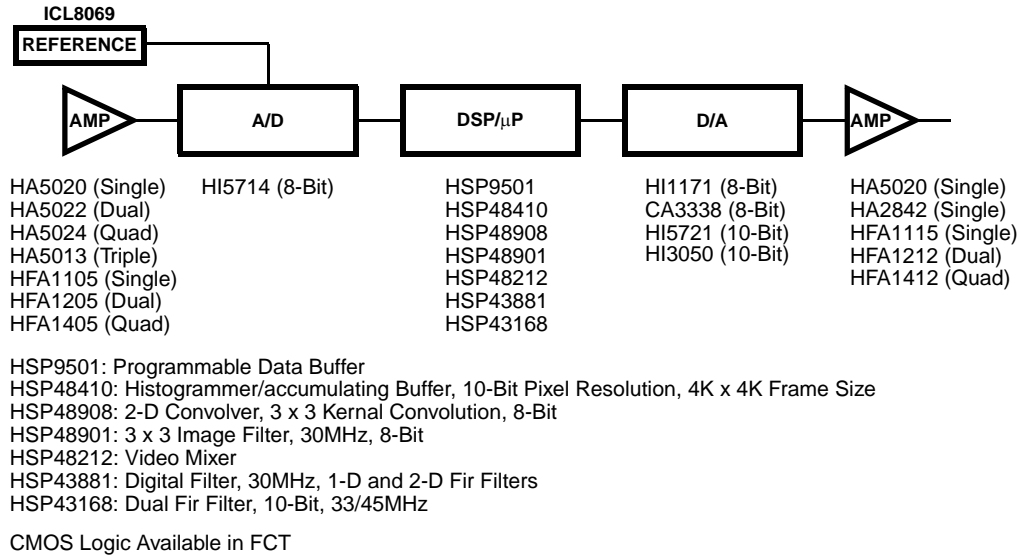 ICL8069
REFERENCE
AMP
A/D
DSP/μP
D/A
AMP
HA5020 (Single)
HA5022 (Dual)
HA5024 (Quad)
HA5013 (Triple)
HFA1105 (Single)
HFA1205 (Dual)
HFA1405 (Quad)
HI5714 (8-Bit)
HSP9501
HSP48410
HSP48908
HSP48901
HSP48212
HSP43881
HSP43168
HI1171 (8-Bit)
CA3338 (8-Bit)
HI5721 (10-Bit)
HI3050 (10-Bit)
HA5020 (Single)
HA2842 (Single)
HFA1115 (Single)
HFA1212 (Dual)
HFA1412 (Quad)
HSP9501: Programmable Data Buffer
HSP48410: Histogrammer/accumulating Buffer, 10-Bit Pixel Resolution, 4K x 4K Frame Size
HSP48908: 2-D Convolver, 3 x 3 Kernal Convolution, 8-Bit
HSP48901: 3 x 3 Image Filter, 30MHz, 8-Bit
HSP48212: Video Mixer
HSP43881: Digital Filter, 30MHz, 1-D and 2-D Fir Filters
HSP43168: Dual Fir Filter, 10-Bit, 33/45MHz
CMOS Logic Available in FCT